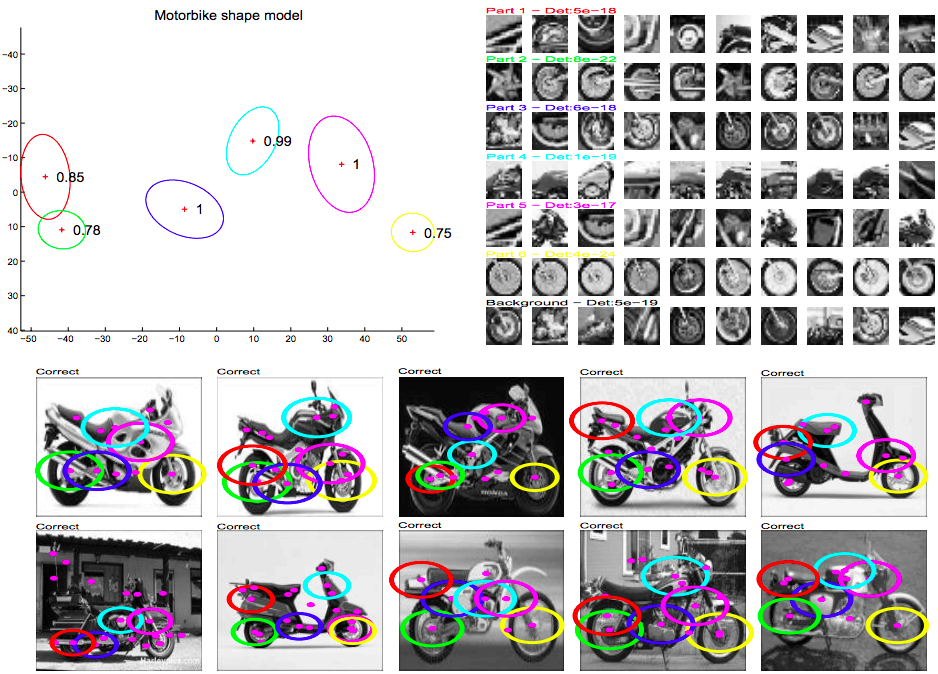 Motorbike shape model
Part 1 – Det:5e-18
−40
Part 2 – Det:8e-22
−30
Part 3 – Det:6e-18
−20
0.99
Part 4 – Det:1e-19
−10
1
0.85
0
Part 5 – Det:3e-17
1
0.78
0.75
10
20
Background – Det:5e-19
30
40
−50 −40 −30 −20 −10 0 10 20 30 40 50
Correct Correct Correct Correct Correct
HONDA
Correct Correct Correct Correct Correct